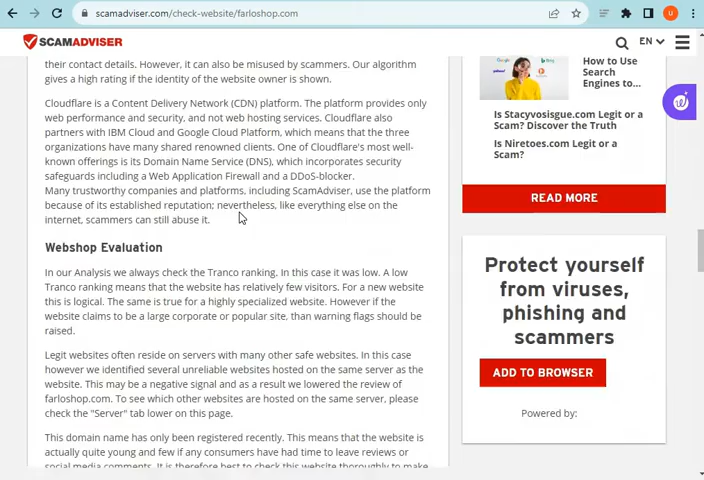 scamadviser.com/check-website/farloshop.com
U
SCAMADVISER
EN
their contact details. However, it can also be misused by scammers. Our algorithm
gives a high rating if the identity of the website owner is shown.
Cloudflare is a Content Delivery Network (CDN) platform. The platform provides only
web performance and security, and not web hosting services. Cloudflare also
partners with IBM Cloud and Google Cloud Platform, which means that the three
organizations have many shared renowned clients. One of Cloudflare's most well-
known offerings is its Domain Name Service (DNS), which incorporates security
safeguards including a Web Application Firewall and a DDoS-blocker.
Many trustworthy companies and platforms, including ScamAdviser, use the platform
because of its established reputation; nevertheless, like everything else on the
internet, scammers can still abuse it.
Webshop Evaluation
In our Analysis we always check the Tranco ranking. In this case it was low. A low
Tranco ranking means that the website has relatively few visitors. For a new website
this is logical. The same is true for a highly specialized website. However if the
website claims to be a large corporate or popular site, than warning flags should be
raised.
Legit websites often reside on servers with many other safe websites. In this case
however we identified several unreliable websites hosted on the same server as the
website. This may be a negative signal and as a result we lowered the review of
farloshop.com. To see which other websites are hosted on the same server, please
check the "Server" tab lower on this page.
This domain name has only been registered recently. This means that the website is
actually quite young and few if any consumers have had time to leave reviews or
social media comments. It is therefore best to check this website thoroughly to make
Google
bing
yahoo!
How to Use
Search
Engines to...
Is Stacyvosisgue.com Legit or a
Scam? Discover the Truth
Is Niretoes.com Legit or a
Scam?
READ MORE
Protect yourself
from viruses,
phishing and
scammers
ADD TO BROWSER
Powered by: